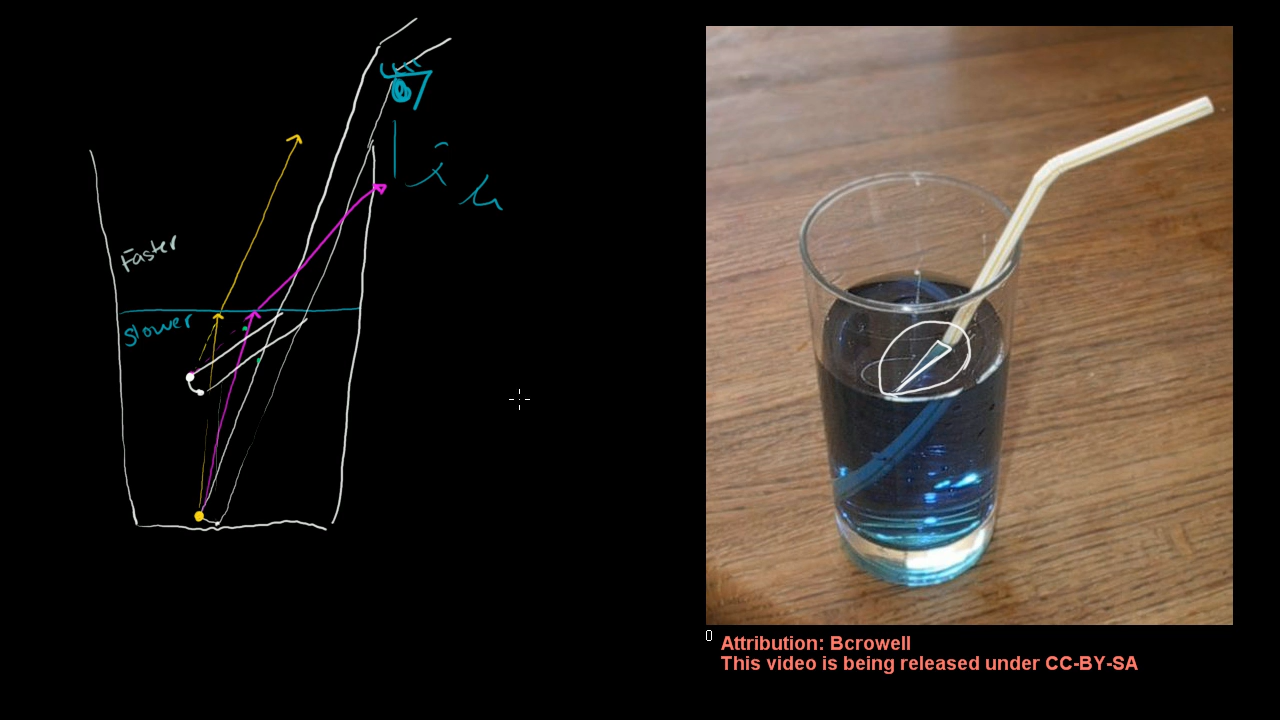 Faster
Slower
Attribution: Bcrowell
This video is being released under CC-BY-SA